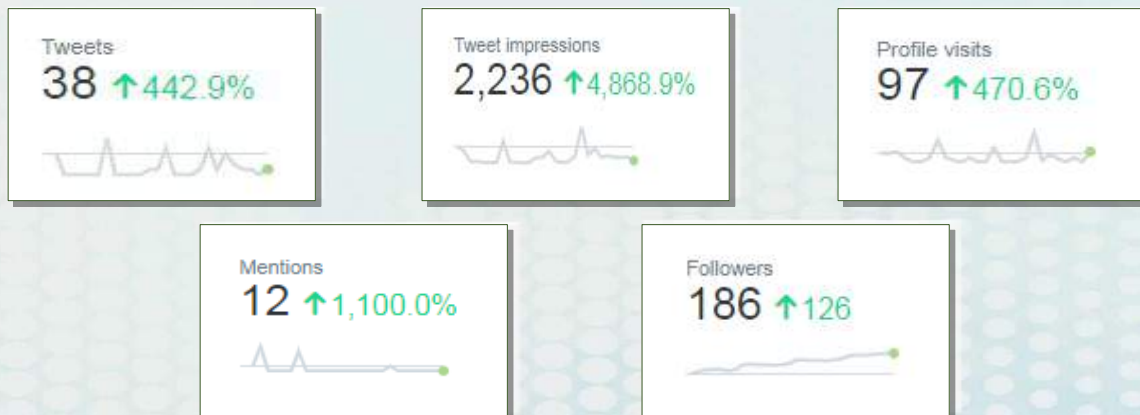 Tweets
38 ↑442.9%
Tweet impressions
2,236 ↑4,868.9%
Profile visits
97 ↑470.6%
Mentions
12 ↑1,100.0%
Followers
186 ↑126